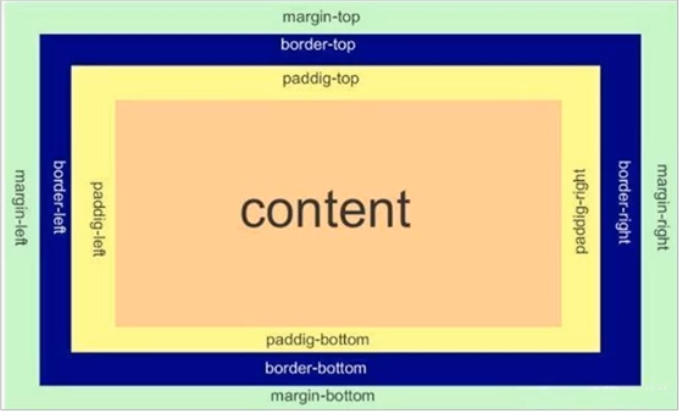 margin-top
border-top
paddig-top
margin-left
border-left
paddig-left
content
paddig-right
border-right
margin-right
paddig-bottom
border-bottom
margin-bottom